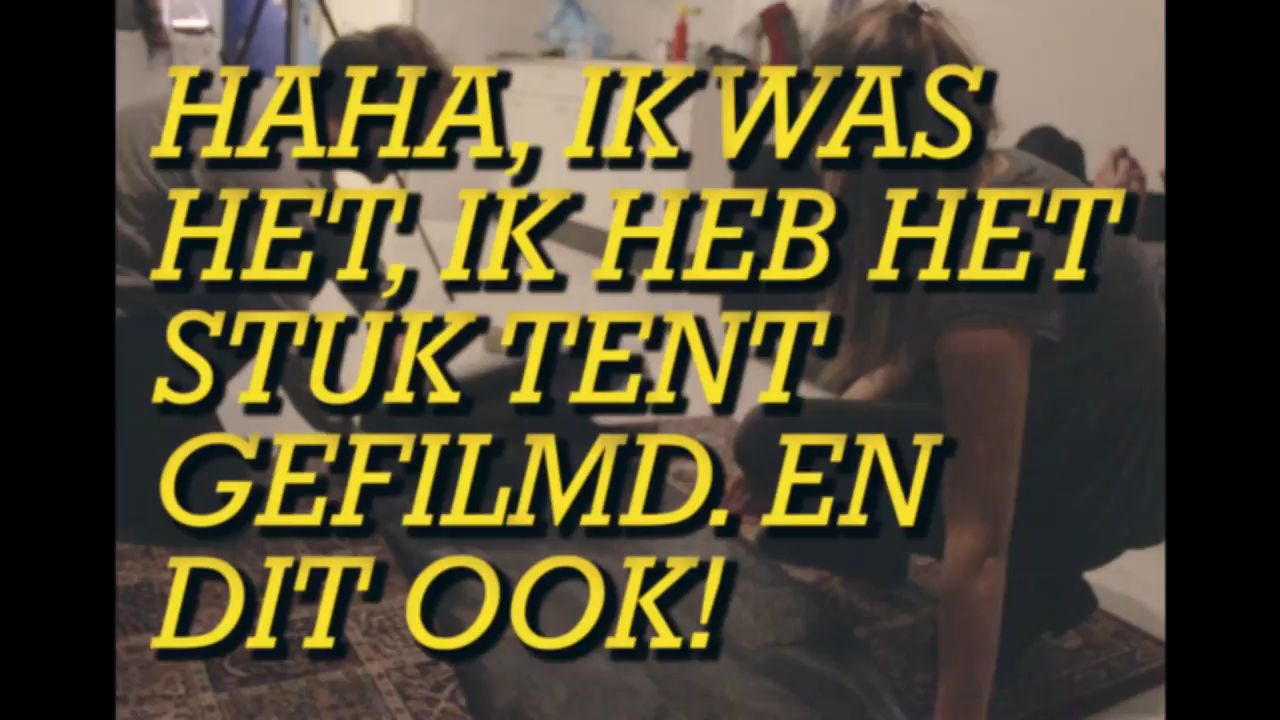 HAHA, IK WAS
HET, IK HEB HET
STUK TENT
GEFILMD. EN
DIT OOK!